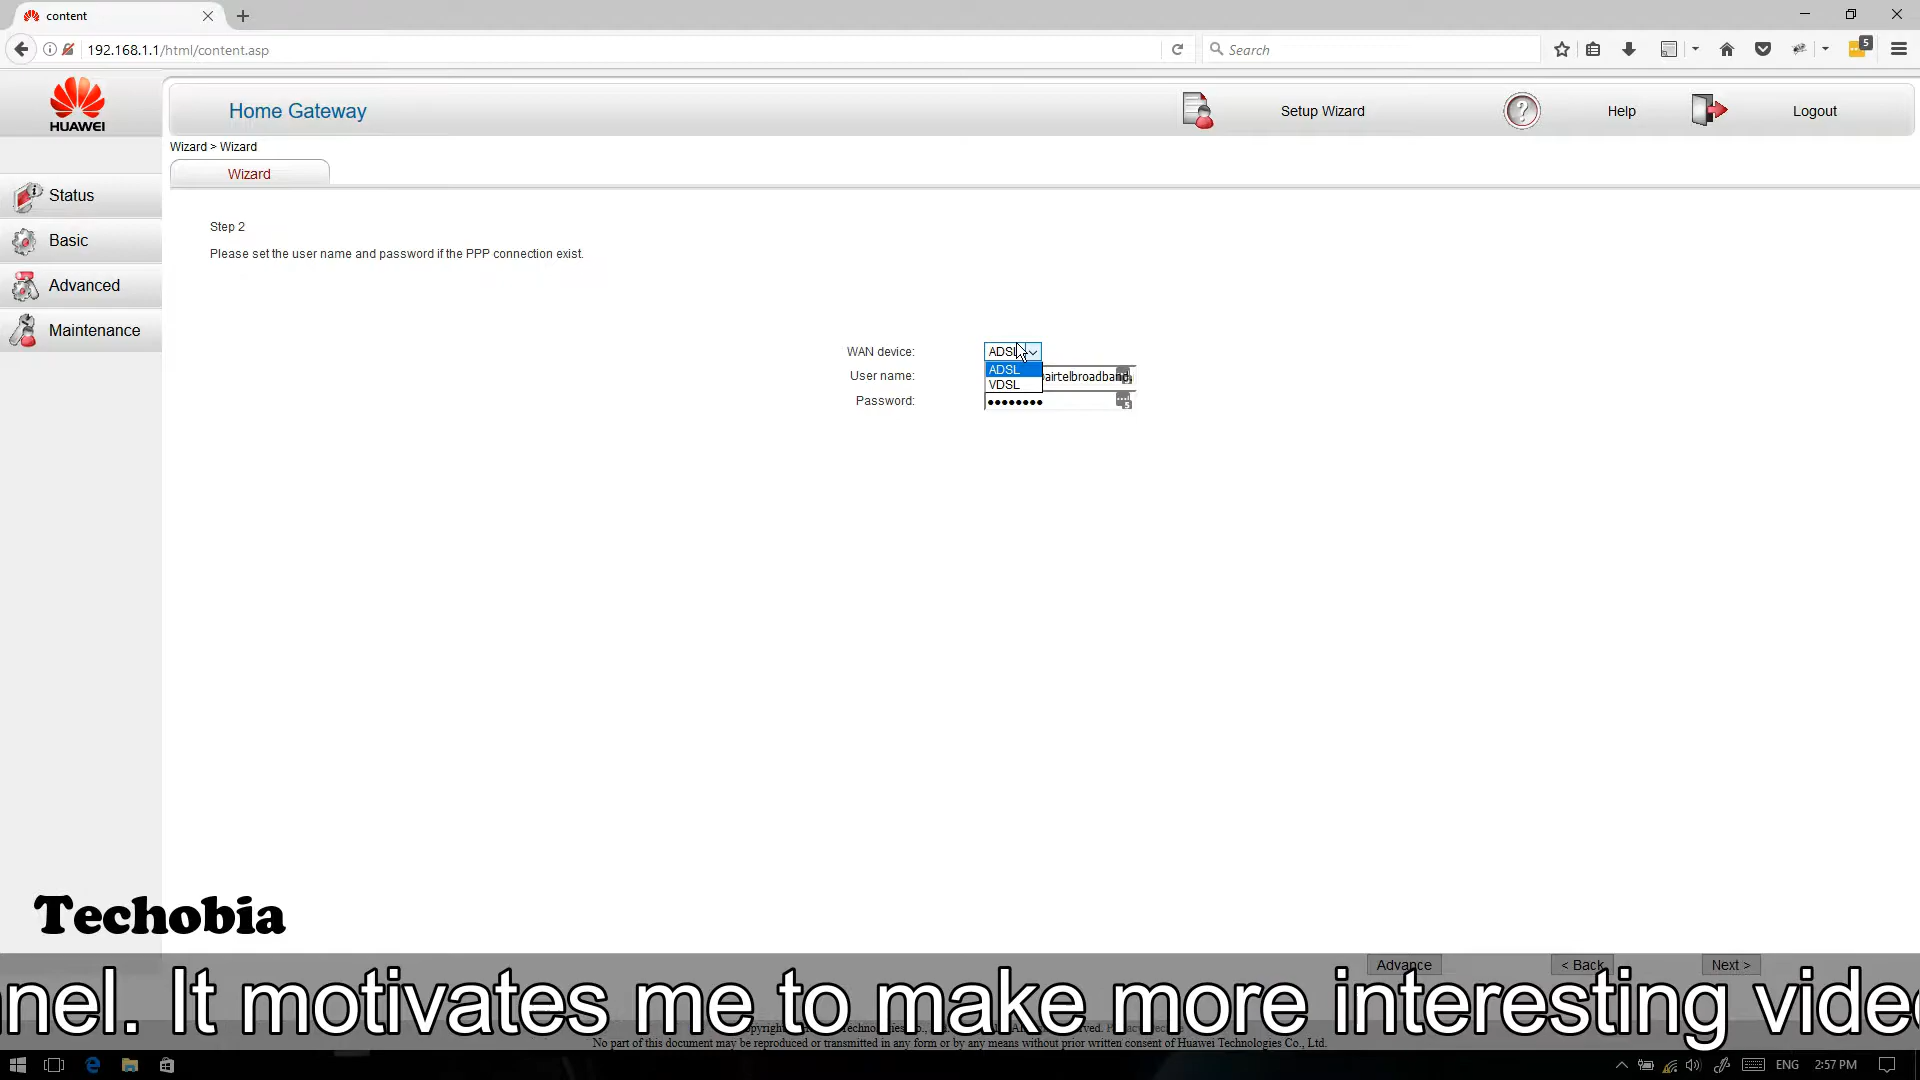 content
192.168.1.1/html/content.asp
Search
5
HUAWEI
Home Gateway
Setup Wizard
Help
Logout
Wizard > Wizard
Wizard
Status
Basic
Advanced
Maintenance
Step 2
Please set the user name and password if the PPP connection exist.
WAN device:
ADSL
ADSL
VDSL
User name:
airtelbroadband
Password:
Techobia
Advance
< Back
Next >
nnel. It motivates me to make more interesting vide
Technologies Co.,
No part of this document may be reproduced or transmitted in any form or by any means without prior written consent of Huawei Technologies Co., Ltd.
ENG
2:57 PM